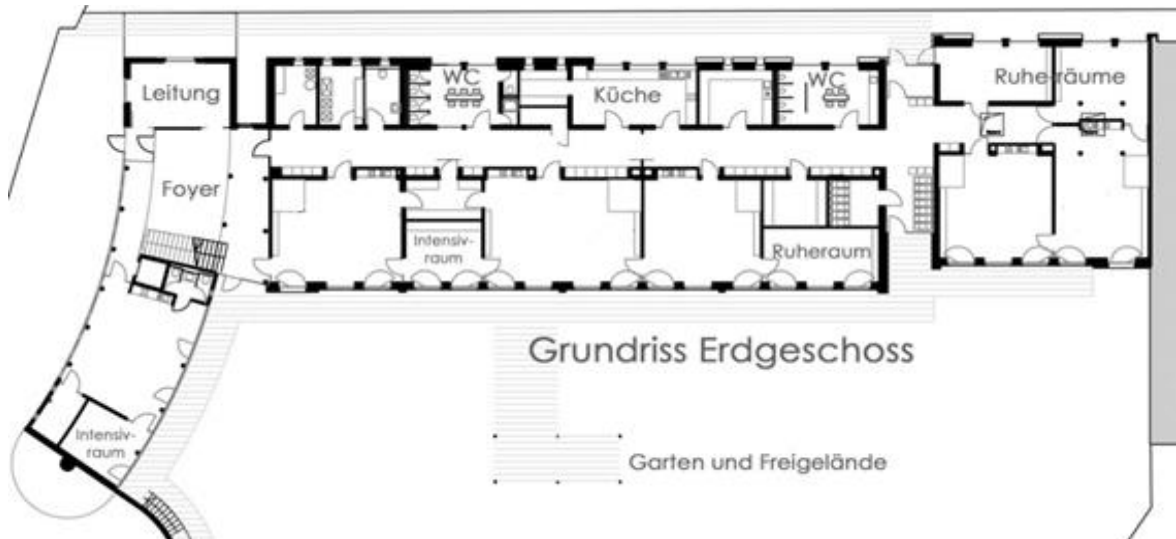 Leitung
WC
Küche
WC
Ruheräume
Foyer
Intensiv-
raum
Ruheraum
Grundriss Erdgeschoss
Intensiv-
raum
Garten und Freigelände